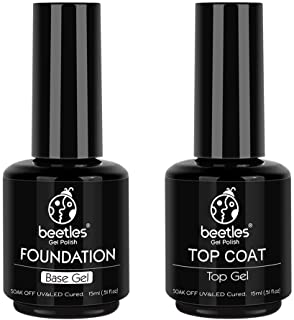 beetles®
Gel Polish
FOUNDATION
Base Gel
SOAK OFF UV&LED Cured. 15ml (.5fl oz)
beetles®
Gel Polish
TOP COAT
Top Gel
SOAK OFF UV&LED Cured. 15ml (.5fl oz)